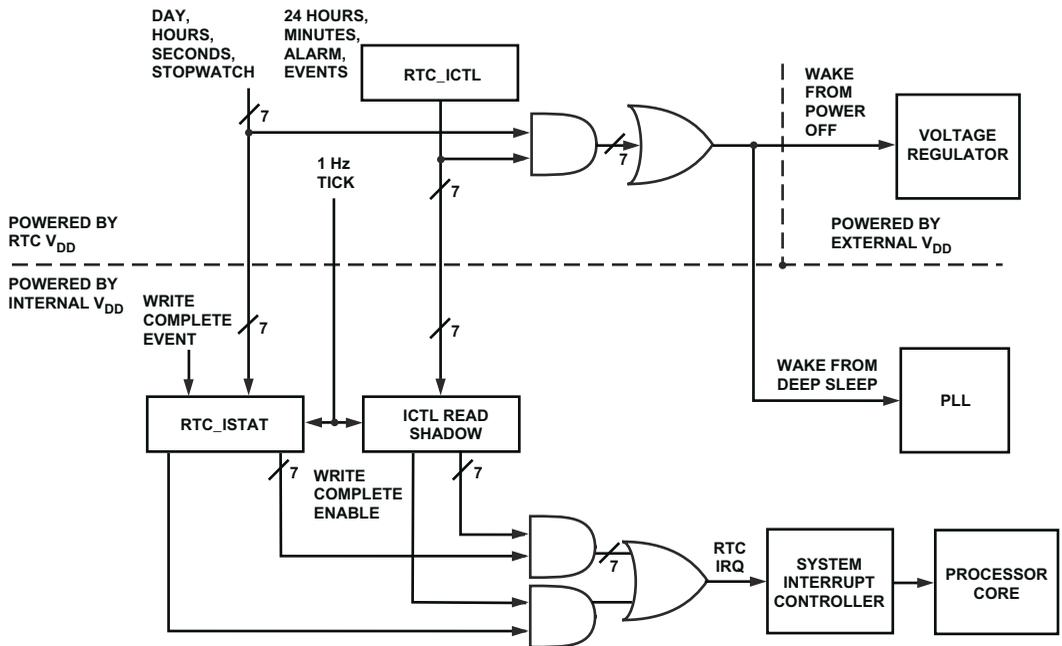 DAY,
HOURS,
SECONDS,
STOPWATCH
24 HOURS,
MINUTES,
ALARM,
EVENTS
RTC_ICTL
7
7
WAKE
FROM
POWER
OFF
VOLTAGE
REGULATOR
1 Hz
TICK
7
POWERED BY
RTC VDD
POWERED BY
EXTERNAL VDD
POWERED BY
INTERNAL VDD
WRITE
COMPLETE
EVENT
7
7
WAKE FROM
DEEP SLEEP
PLL
RTC_ISTAT
ICTL READ
SHADOW
7
WRITE
COMPLETE
ENABLE
7
7
RTC
IRQ
SYSTEM
INTERRUPT
CONTROLLER
PROCESSOR
CORE